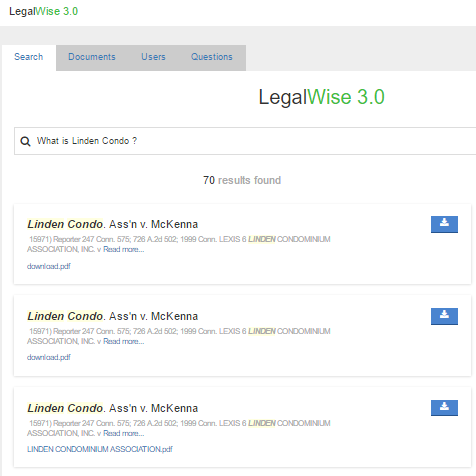 LegalWise 3.0
Search Documents Users Questions
LegalWise 3.0
What is Linden Condo ?
70 results found
Linden Condo. Ass'n v. McKenna
15971) Reporter 247 Conn. 575; 726 A.2d 502; 1999 Conn. LEXIS 6 LINDEN CONDOMINIUM
ASSOCIATION, INC. v Read more...
download.pdf
Linden Condo. Ass'n v. McKenna
15971) Reporter 247 Conn. 575; 726 A.2d 502; 1999 Conn. LEXIS 6 LINDEN CONDOMINIUM
ASSOCIATION, INC. v Read more...
download.pdf
Linden Condo. Ass'n v. McKenna
15971) Reporter 247 Conn. 575; 726 A.2d 502; 1999 Conn. LEXIS 6 LINDEN CONDOMINIUM
ASSOCIATION, INC. v Read more...
LINDEN CONDOMINIUM ASSOCIATION.pdf